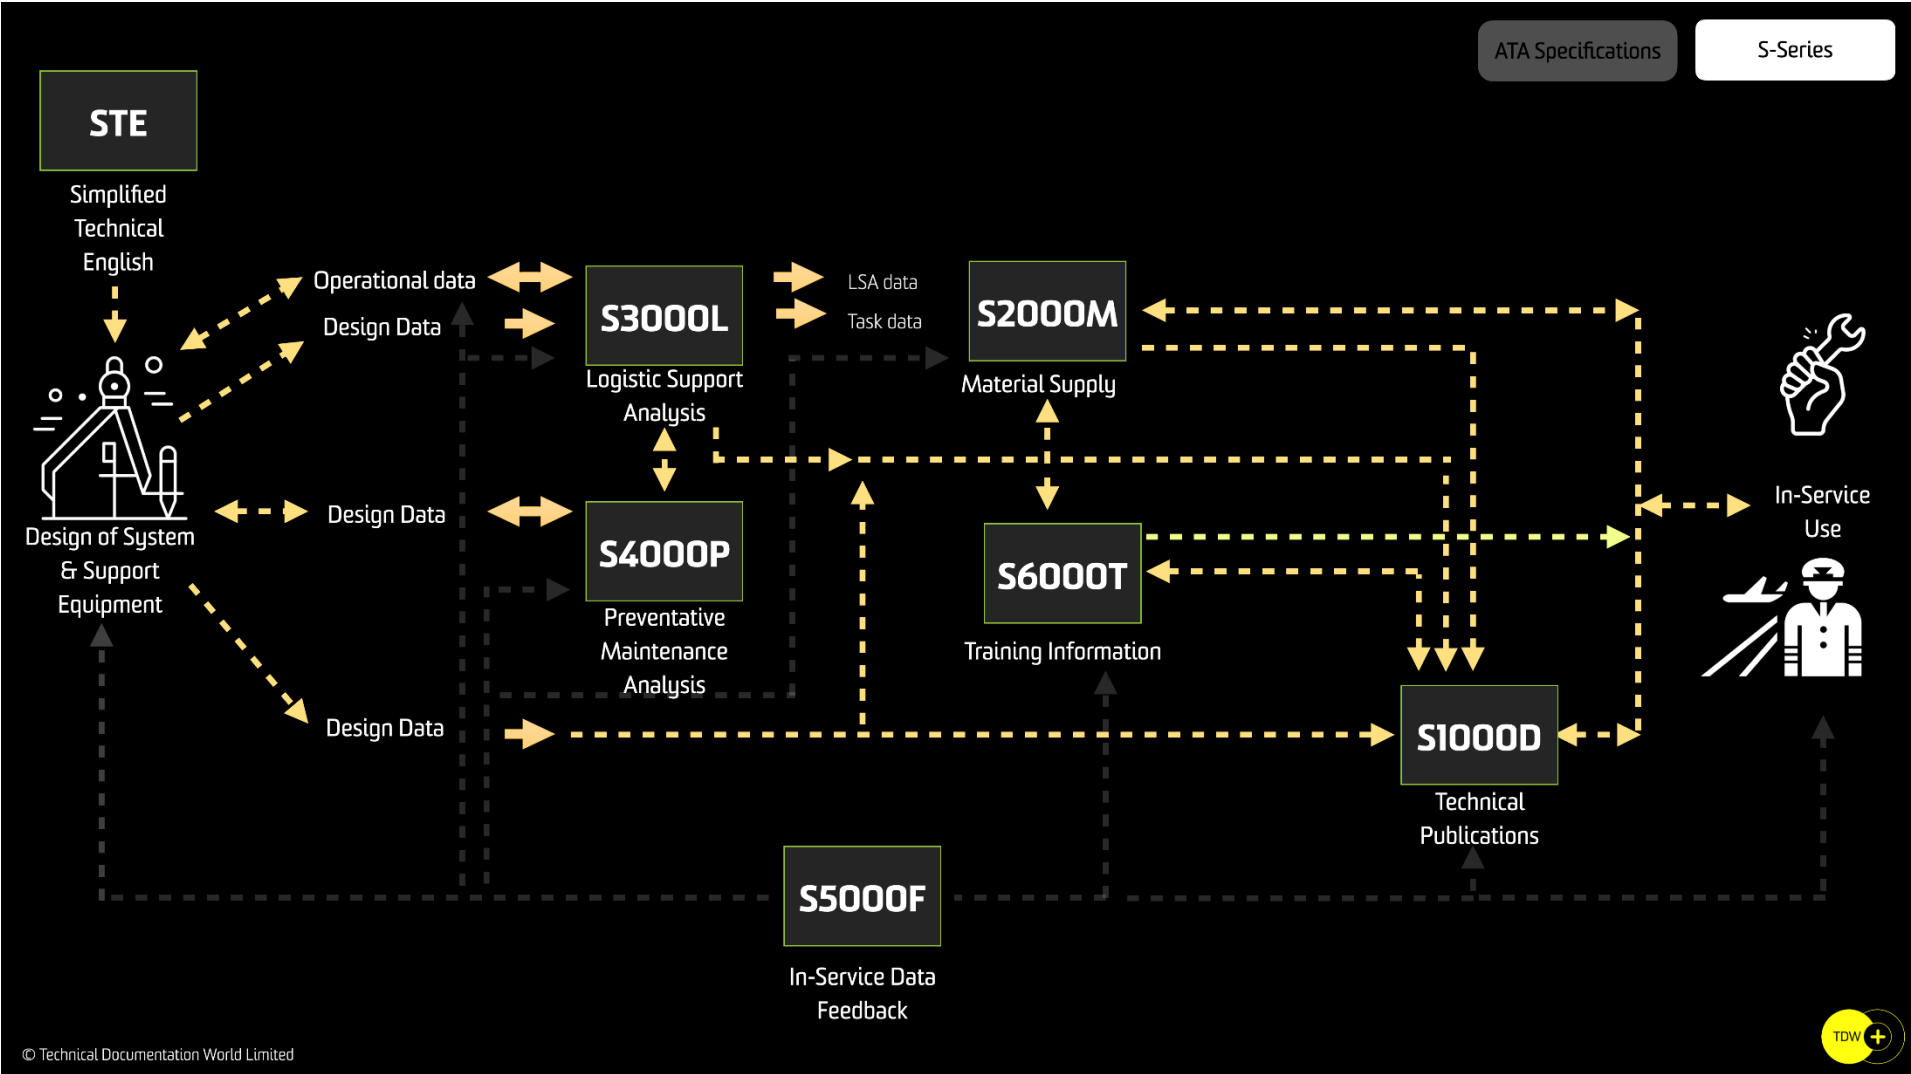 ATA Specifications
S-Series
STE
Simplified
Technical
English
Operational data
Design Data
S3000L
Logistic Support
Analysis
LSA data
Task data
S2000M
Material Supply
Design of System
& Support
Equipment
Design Data
S4000P
Preventative
Maintenance
Analysis
S6000T
Training Information
In-Service
Use
Design Data
S1000D
Technical
Publications
S5000F
In-Service Data
Feedback
© Technical Documentation World Limited
TDW+